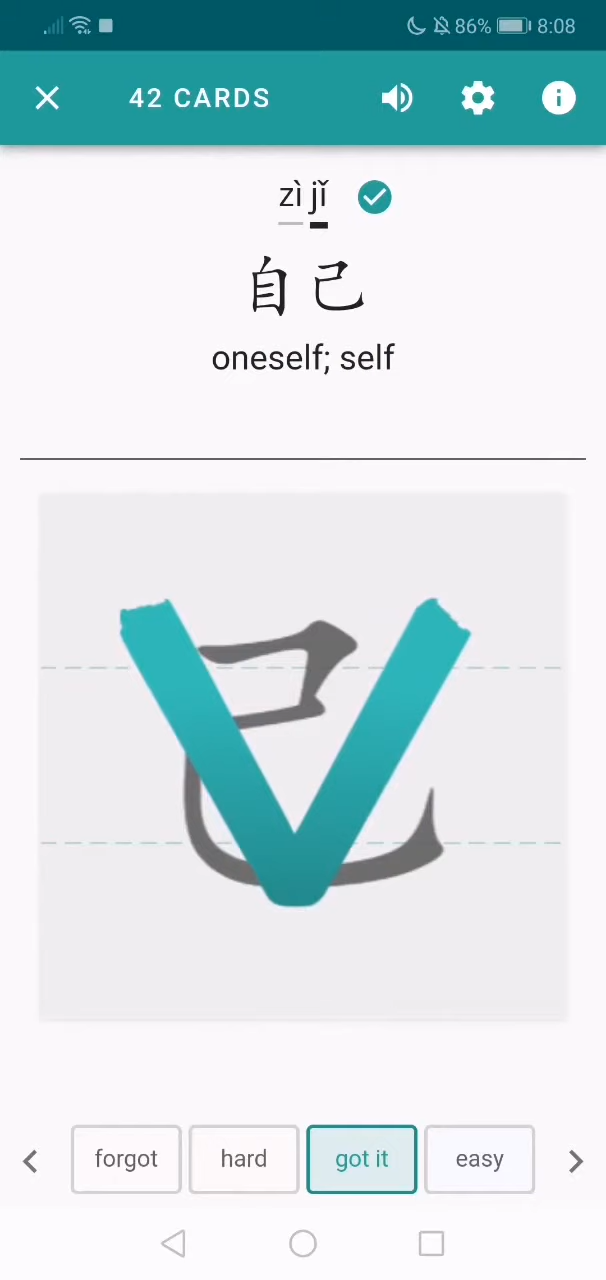 86% 8:08
42 CARDS
zì jǐ
自己
oneself; self
己
forgot hard got it easy